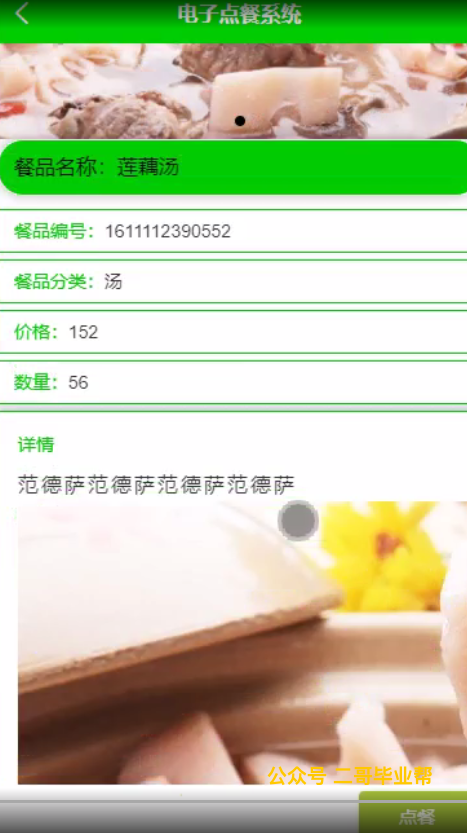 电子点餐系统
餐品名称：莲藕汤
餐品编号：1611112390552
餐品分类：汤
价格：152
数量：56
详情
范德萨范德萨范德萨范德萨
公众号 二哥毕业帮
点餐